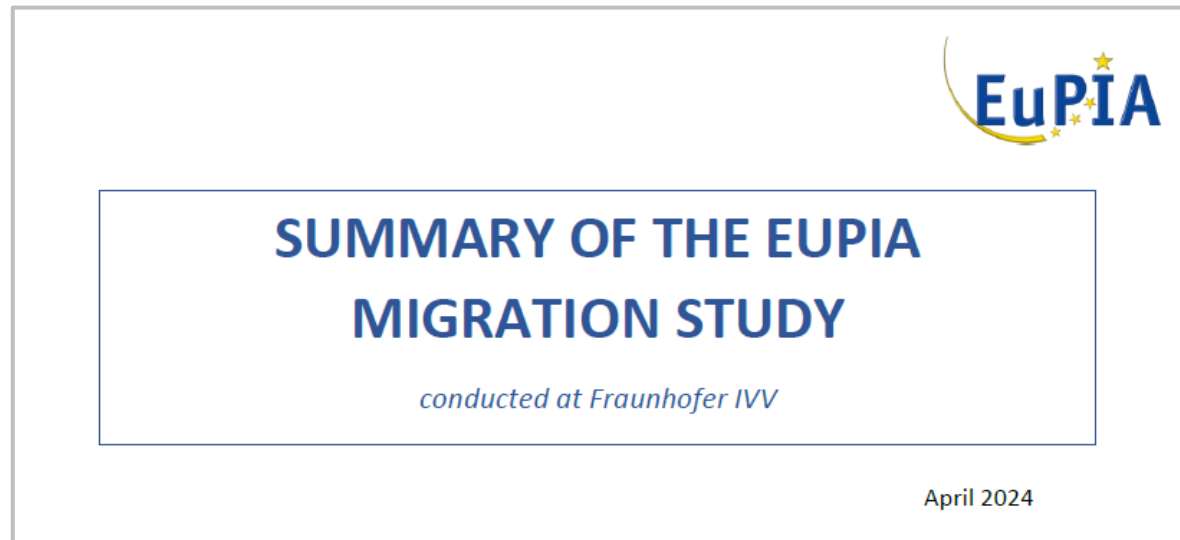 EuPIA
SUMMARY OF THE EUPIA
MIGRATION STUDY
conducted at Fraunhofer IVV
April 2024